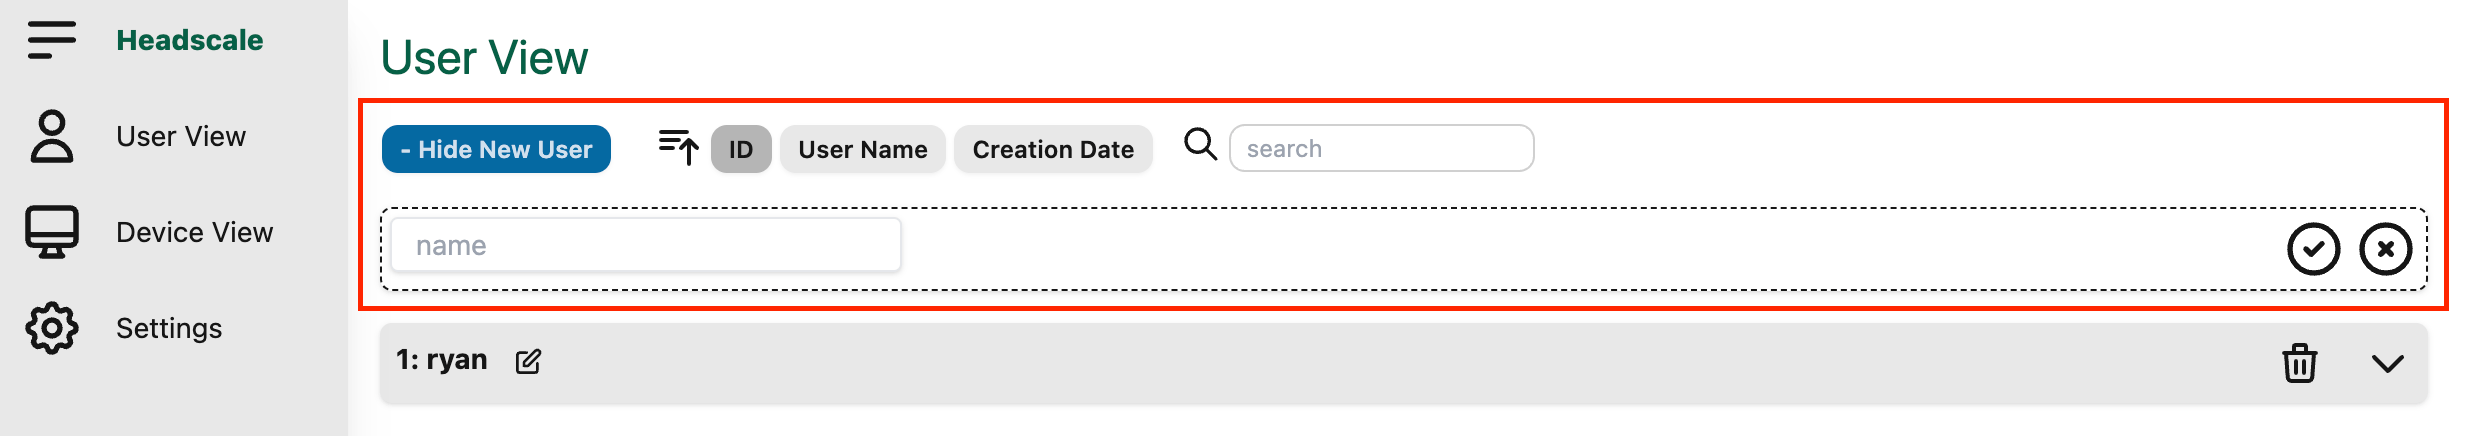 Headscale
User View
Device View
Settings
User View
- Hide New User
ID
User Name
Creation Date
search
name
1: ryan